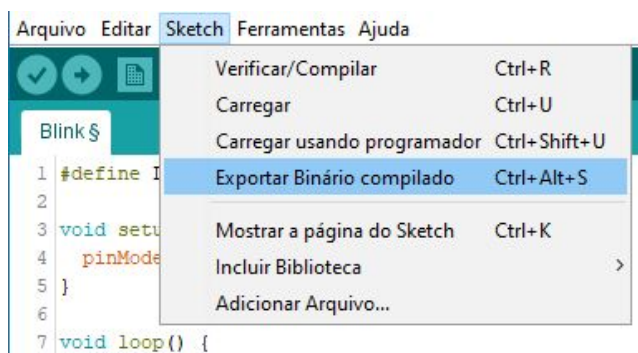 Arquivo Editar Sketch Ferramentas Ajuda
Verificar/Compilar Ctrl+R
Carregar Ctrl+U
Carregar usando programador Ctrl+Shift+U
Exportar Binário compilado Ctrl+Alt+S
Mostrar a página do Sketch Ctrl+K
Incluir Biblioteca
Adicionar Arquivo...
Blink §
1 #define
2
3 void setu
4 pinMode
5 }
6
7 void loop() {